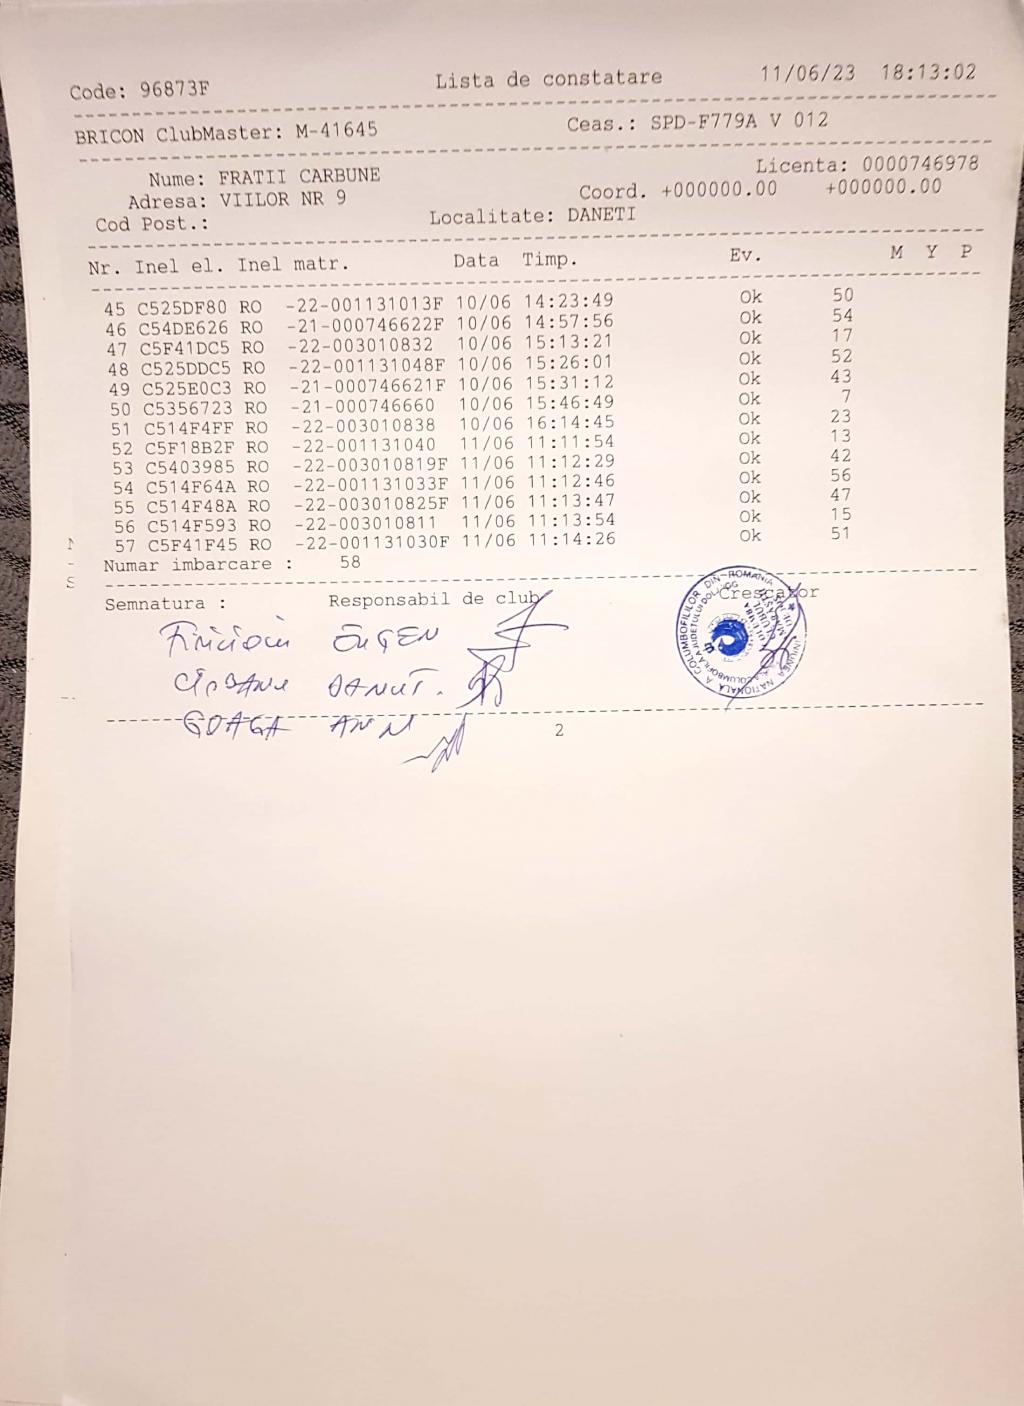 Code: 96873F Lista de constatare 11/06/23 18:13:02
BRICON ClubMaster: M-41645 Ceas.: SPD-F779A V 012
Nume: FRATII CARBUNE Licenta: 0000746978
Adresa: VIILOR NR 9 Coord. +000000.00 +000000.00
Cod Post.: Localitate: DANETI
Nr. Inel el. Inel matr. Data Timp. Ev. M Y P
45 C525DF80 RO -22-001131013F 10/06 14:23:49 Ok 50
46 C54DE626 RO -21-000746622F 10/06 14:57:56 Ok 54
47 C5F41DC5 RO -22-003010832 10/06 15:13:21 Ok 17
48 C525DDC5 RO -22-001131048F 10/06 15:26:01 Ok 52
49 C525E0C3 RO -21-000746621F 10/06 15:31:12 Ok 43
50 C5356723 RO -21-000746660 10/06 15:46:49 Ok 7
51 C514F4FF RO -22-003010838 10/06 16:14:45 Ok 23
52 C5F18B2F RO -22-001131040 11/06 11:11:54 Ok 13
53 C5403985 RO -22-003010819F 11/06 11:12:29 Ok 42
54 C514F64A RO -22-001131033F 11/06 11:12:46 Ok 56
55 C514F48A RO -22-003010825F 11/06 11:13:47 Ok 47
56 C514F593 RO -22-003010811 11/06 11:13:54 Ok 15
57 C5F41F45 RO -22-001131030F 11/06 11:14:26 Ok 51
Numar imbarcare : 58
Semnatura : Responsabil de club Crescator
UNIUNEA NATIONALA A COLUMBOFILILOR DIN ROMANIA
EUGEN
CIOBANU DANUT.
GOAGA
2